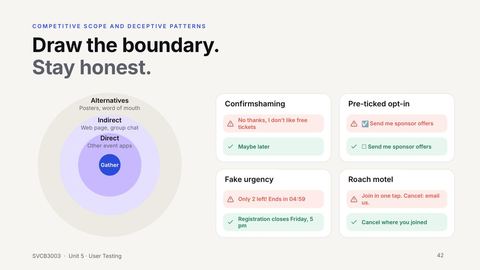 COMPETITIVE SCOPE AND DECEPTIVE PATTERNS
Draw the boundary.
Stay honest.
Alternatives
Posters, word of mouth
Indirect
Web page, group chat
Direct
Other event apps
Gather
Confirmshaming
No thanks, I don't like free
tickets
Maybe later
Pre-ticked opt-in
☑ Send me sponsor offers
☐ Send me sponsor offers
Fake urgency
Only 2 left! Ends in 04:59
Registration closes Friday, 5
pm
Roach motel
Join in one tap. Cancel: email
us.
Cancel where you joined
SVCB3003 · Unit 5 · User Testing
42